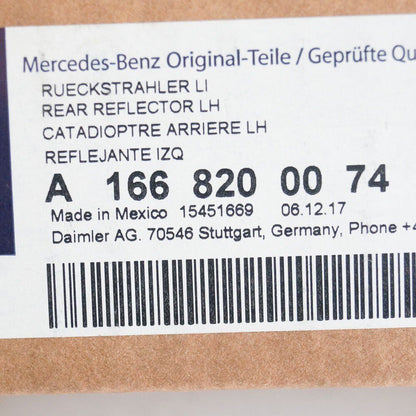 Mercedes-Benz Original-Teile / Geprüfte Qu
RUECKSTRAHLER LI
REAR REFLECTOR LH
CATADIOPTRE ARRIERE LH
REFLEJANTE IZQ
A 166 820 00 74
Made in Mexico 15451669 06.12.17
Daimler AG. 70546 Stuttgart, Germany, Phone +4